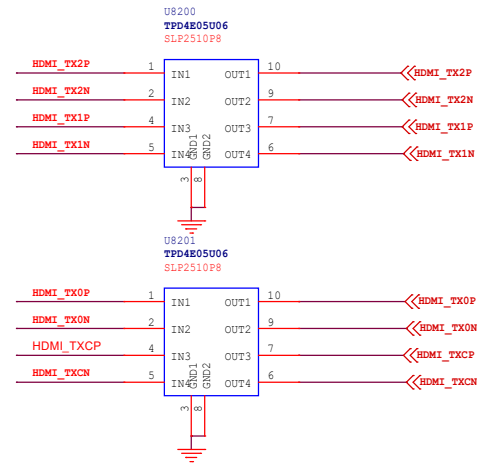 U8200
TPD4E05U06
SLP2510P8
HDMI_TX2P 1 IN1 OUT1 10 HDMI_TX2P
HDMI_TX2N 2 IN2 OUT2 9 HDMI_TX2N
HDMI_TX1P 4 IN3 OUT3 7 HDMI_TX1P
HDMI_TX1N 5 IN4 OUT4 6 HDMI_TX1N
GND1 GND2
3 8
U8201
TPD4E05U06
SLP2510P8
HDMI_TX0P 1 IN1 OUT1 10 HDMI_TX0P
HDMI_TX0N 2 IN2 OUT2 9 HDMI_TX0N
HDMI_TXCP 4 IN3 OUT3 7 HDMI_TXCP
HDMI_TXCN 5 IN4 OUT4 6 HDMI_TXCN
GND1 GND2
3 8